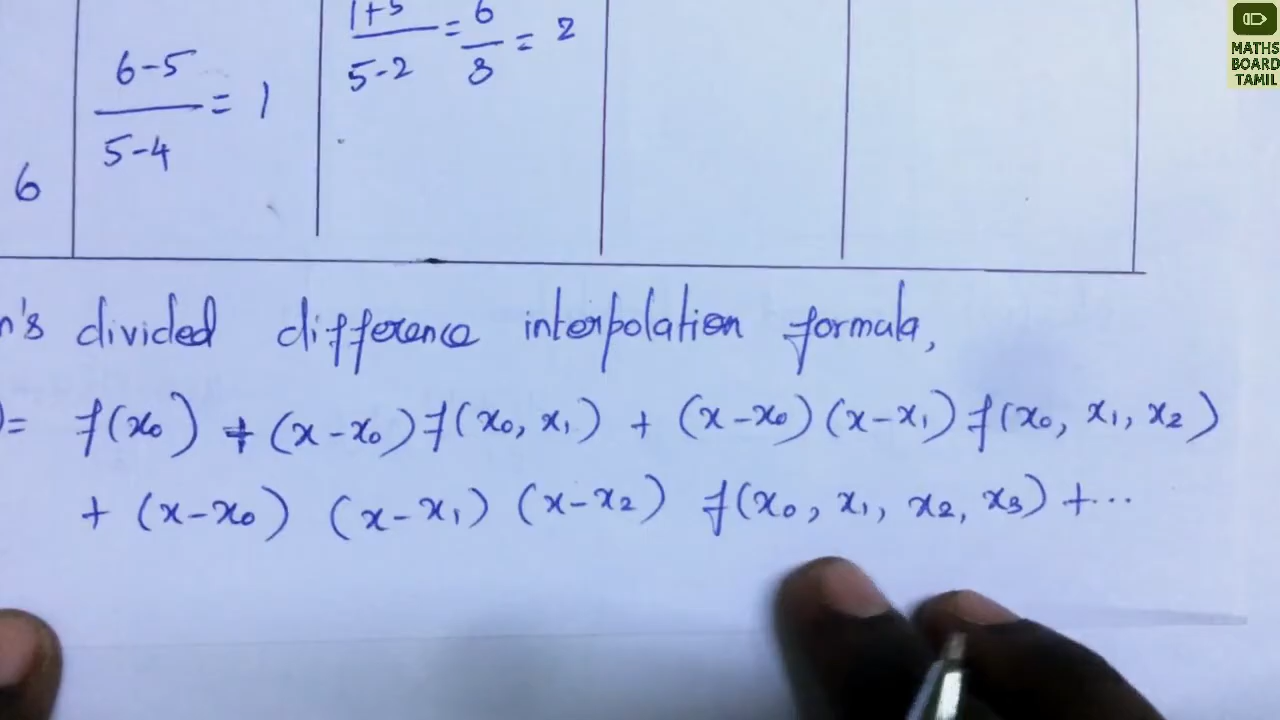 1+5/5-2 = 6/3 = 2
6-5/5-4 = 1
6
n's divided difference interpolation formula,
)= f(x₀) + (x-x₀) f(x₀, x₁) + (x-x₀) (x-x₁) f(x₀, x₁, x₂)
+ (x-x₀) (x-x₁) (x-x₂) f(x₀, x₁, x₂, x₃) + ...
MATHS
BOARD
TAMIL